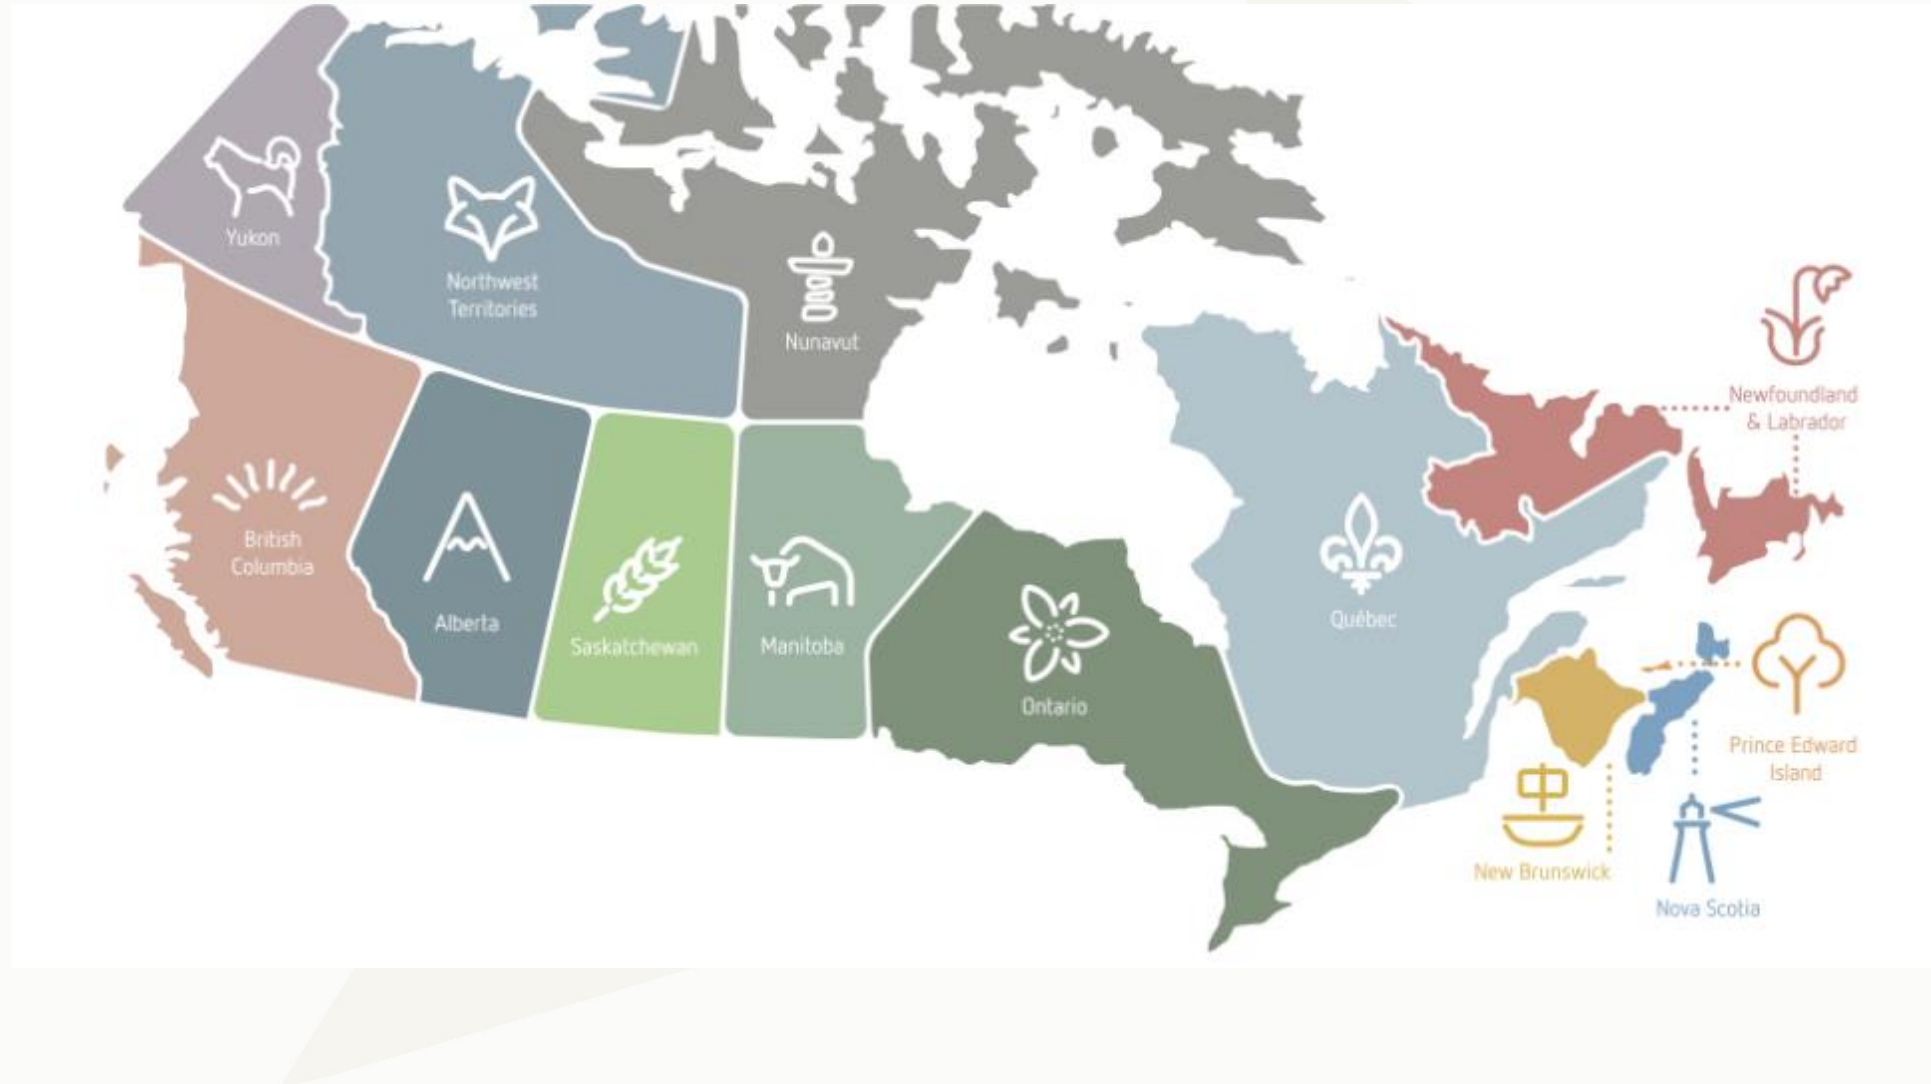 Yukon
Northwest
Territories
Nunavut
British
Columbia
Alberta
Saskatchewan
Manitoba
Ontario
Québec
Newfoundland
& Labrador
Prince Edward
Island
New Brunswick
Nova Scotia